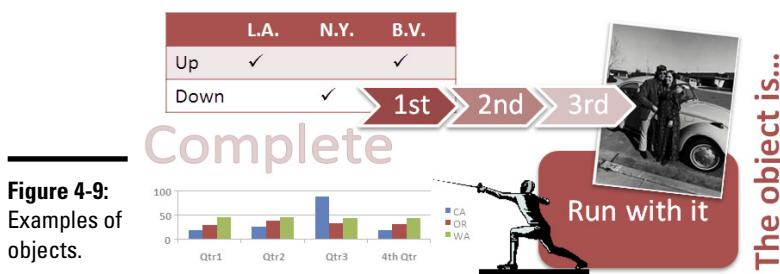 L.A. N.Y. B.V.
Up ✓ ✓
Down ✓
1st 2nd 3rd
Complete
The object is...
Figure 4-9:
Examples of
objects.
100
50
0
Qtr1 Qtr2 Qtr3 4th Qtr
CA
OR
WA
Run with it